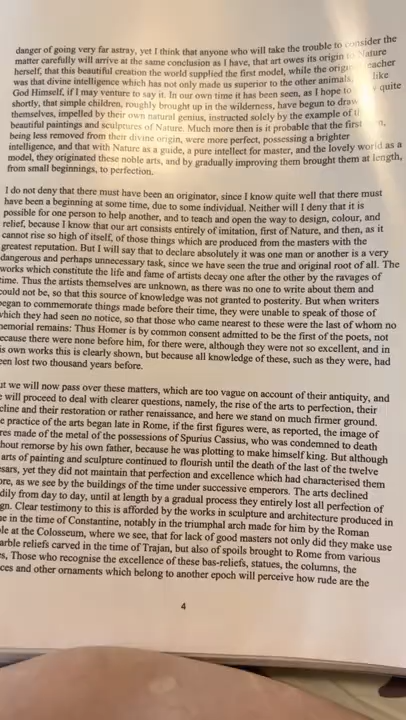 danger of going very far astray, yet I think that anyone who will take the trouble to consider the
matter carefully will arrive at the same conclusion as I have, that art owes its origin to Nature
herself, that this beautiful creation the world supplied the first model, while the original teacher
was that divine intelligence which has not only made us superior to the other animals, like
God Himself, if I may venture to say it. In our own time it has been seen, as I hope to quite
shortly, that simple children, roughly brought up in the wilderness, have begun to draw
themselves, impelled by their own natural genius, instructed solely by the example of
beautiful paintings and sculptures of Nature. Much more then is it probable that the first
being less removed from their divine origin, were more perfect, possessing a brighter
intelligence, and that with Nature as a guide, a pure intellect for master, and the lovely world as a
model, they originated these noble arts, and by gradually improving them brought them at length,
from small beginnings, to perfection.
I do not deny that there must have been an originator, since I know quite well that there must
have been a beginning at some time, due to some individual. Neither will I deny that it is
possible for one person to help another, and to teach and open the way to design, colour, and
relief, because I know that our art consists entirely of imitation, first of Nature, and then, as it
cannot rise so high of itself, of those things which are produced from the masters with the
greatest reputation. But I will say that to declare absolutely it was one man or another is a very
dangerous and perhaps unnecessary task, since we have seen the true and original root of all. The
works which constitute the life and fame of artists decay one after the other by the ravages of
time. Thus the artists themselves are unknown, as there was no one to write about them and
could not be, so that this source of knowledge was not granted to posterity. But when writers
began to commemorate things made before their time, they were unable to speak of those of
which they had seen no notice, so that those who came nearest to these were the last of whom no
memorial remains: Thus Homer is by common consent admitted to be the first of the poets, not
ecause there were none before him, for there were, although they were not so excellent, and in
is own works this is clearly shown, but because all knowledge of these, such as they were, had
een lost two thousand years before.
ut we will now pass over these matters, which are too vague on account of their antiquity, and
e will proceed to deal with clearer questions, namely, the rise of the arts to perfection, their
cline and their restoration or rather renaissance, and here we stand on much firmer ground.
e practice of the arts began late in Rome, if the first figures were, as reported, the image of
res made of the metal of the possessions of Spurius Cassius, who was condemned to death
hout remorse by his own father, because he was plotting to make himself king. But although
arts of painting and sculpture continued to flourish until the death of the last of the twelve
sars, yet they did not maintain that perfection and excellence which had characterised them
ore, as we see by the buildings of the time under successive emperors. The arts declined
dily from day to day, until at length by a gradual process they entirely lost all perfection of
gn. Clear testimony to this is afforded by the works in sculpture and architecture produced in
e in the time of Constantine, notably in the triumphal arch made for him by the Roman
le at the Colosseum, where we see, that for lack of good masters not only did they make use
arble reliefs carved in the time of Trajan, but also of spoils brought to Rome from various
s, Those who recognise the excellence of these bas-reliefs, statues, the columns, the
ces and other ornaments which belong to another epoch will perceive how rude are the
4